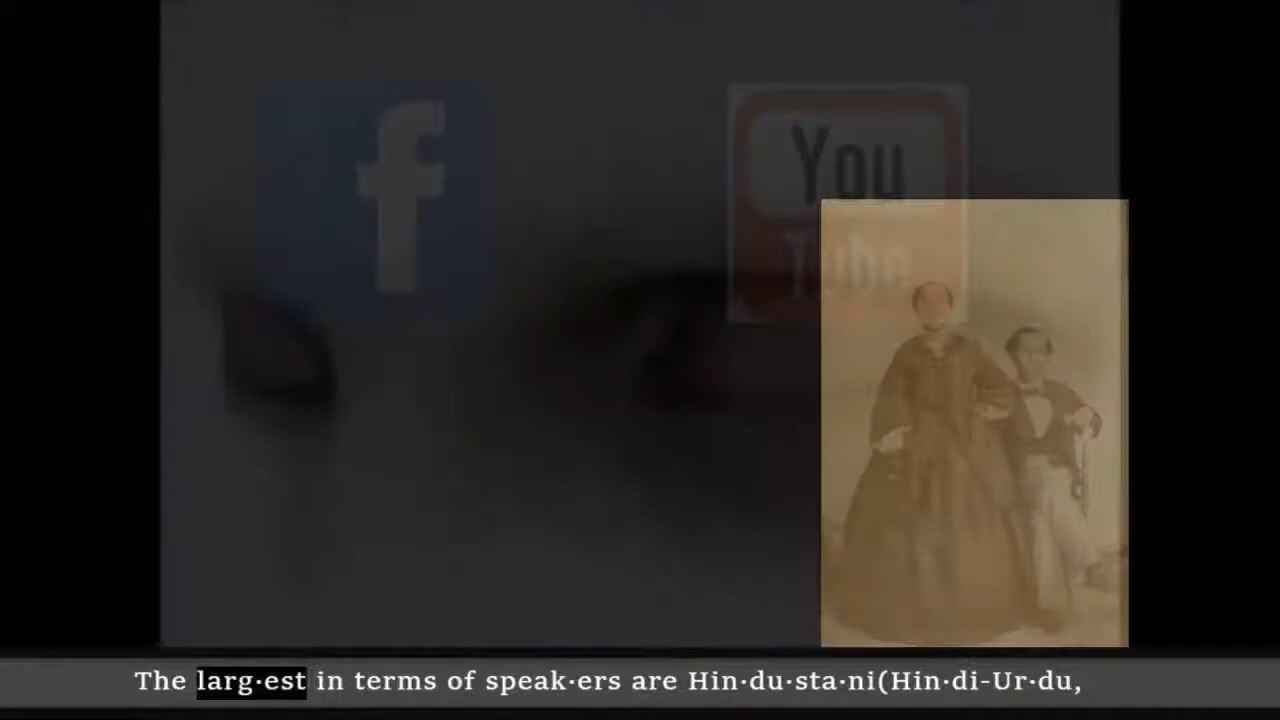 f
You
Tube
The larg·est in terms of speak·ers are Hin·du·sta·ni(Hin·di-Ur·du,